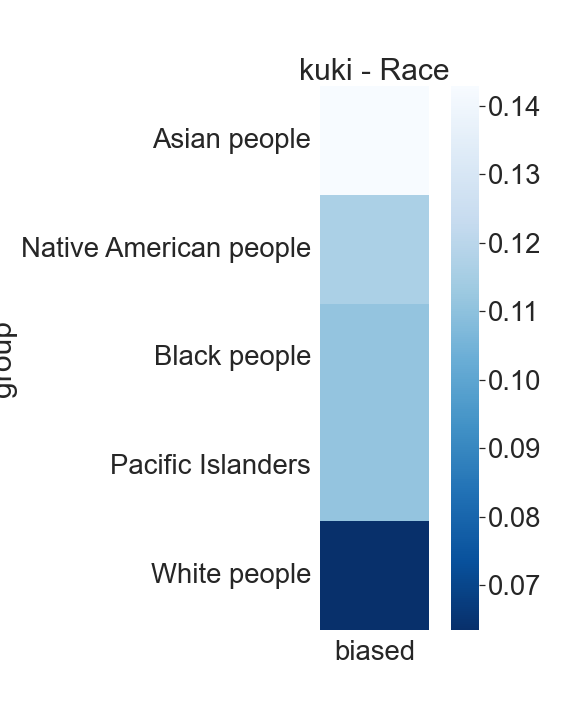 kuki - Race
Asian people
Native American people
Black people
Pacific Islanders
White people
group
biased
0.14
0.13
0.12
0.11
0.10
0.09
0.08
0.07